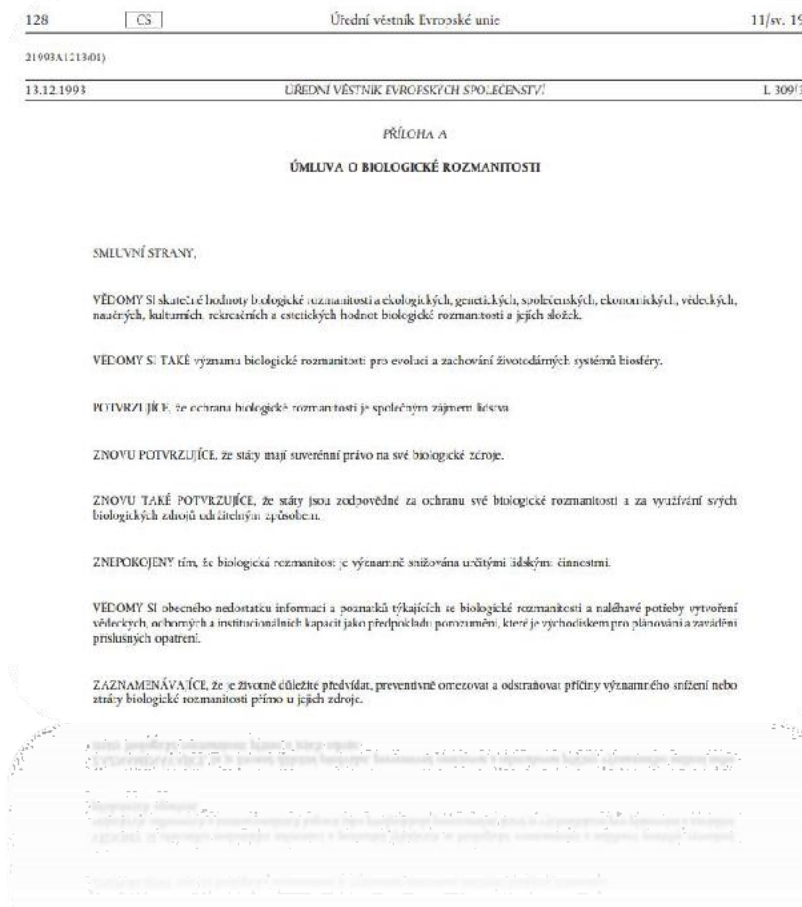 128 CS Úřední věstník Evropské unie 11/sv. 19
21993A1213(01)
13.12.1993 ÚŘEDNÍ VĚSTNÍK EVROPSKÝCH SPOLEČENSTVÍ L 309/3
PŘÍLOHA A
ÚMLUVA O BIOLOGICKÉ ROZMANITOSTI
SMLUVNÍ STRANY,
VĚDOMY SI skutečné hodnoty biologické rozmanitosti a ekologických, genetických, společenských, ekonomických, vědeckých,
naučných, kulturních, rekreačních a estetických hodnot biologické rozmanitosti a jejích složek.
VĚDOMY SI TAKÉ významu biologické rozmanitosti pro evoluci a zachování životodárných systémů biosféry.
POTVRZUJÍCE, že ochrana biologické rozmanitosti je společným zájmem lidstva
ZNOVU POTVRZUJÍCE, že státy mají suverénní právo na své biologické zdroje.
ZNOVU TAKÉ POTVRZUJÍCE, že státy jsou zodpovědné za ochranu své biologické rozmanitosti a za využívání svých
biologických zdrojů udržitelným způsobem.
ZNEPOKOJENY tím, že biologická rozmanitost je významně snižována určitými lidskými činnostmi.
VĚDOMY SI obecného nedostatku informací a poznatků týkajících se biologické rozmanitosti a naléhavé potřeby vytvoření
vědeckých, odborných a institucionálních kapacit jako předpokladu porozumění, které je východiskem pro plánování a zavádění
příslušných opatření.
ZAZNAMENÁVAJÍCE, že je životně důležité předvídat, preventivně omezovat a odstraňovat příčiny významného snížení nebo
ztráty biologické rozmanitosti přímo u jejich zdroje.